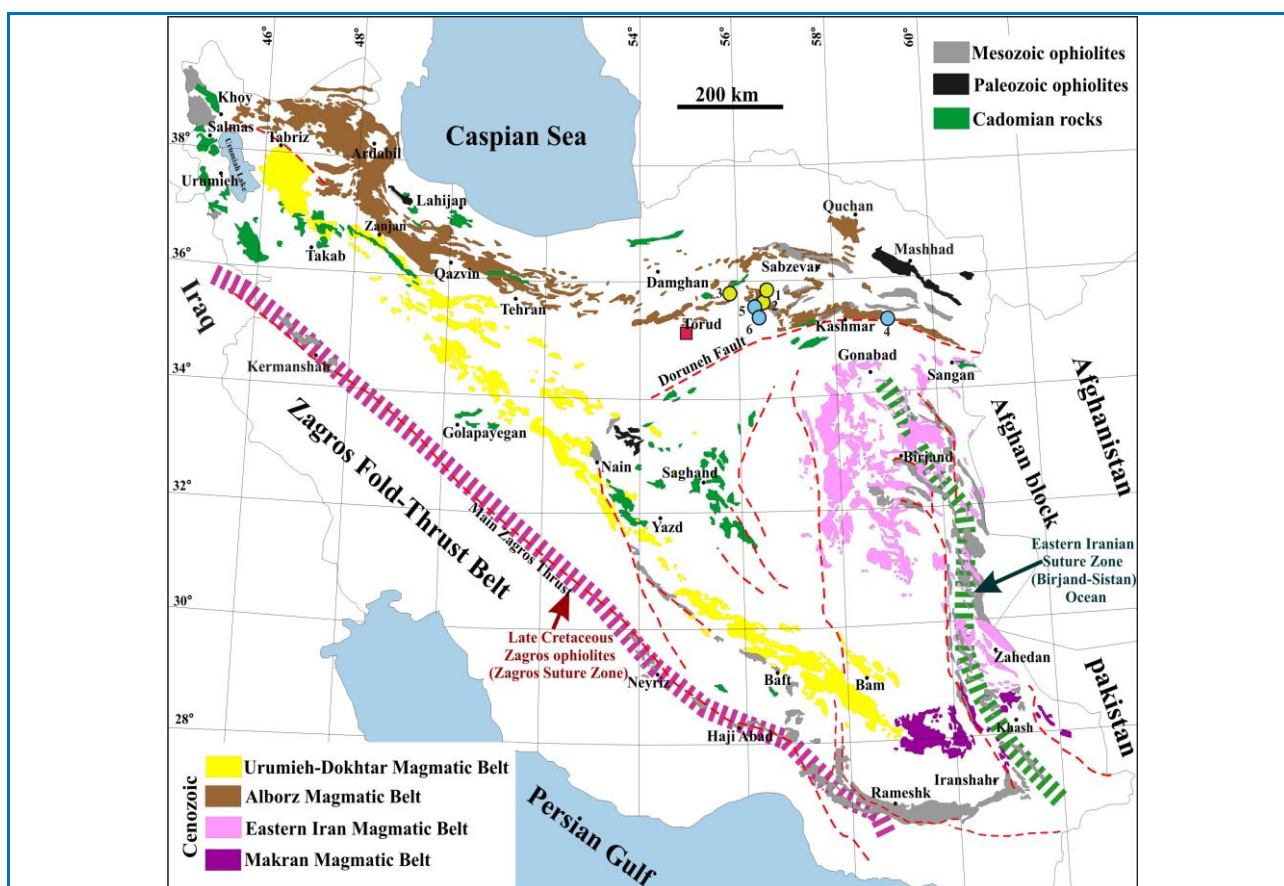 46°
48°
54°
56°
58°
60°
Mesozoic ophiolites
Paleozoic ophiolites
Cadomian rocks
200 km
Caspian Sea
Khoy
Salmas
38°
Tabriz
Urumiah Lake
Ardabil
Urumieh
Lahijan
Quchan
Zanjan
Mashhad
36°
Takab
Qazvin
Damghan
Sabzevar
3
1
2
5
6
4
Tehran
Torud
Kashmar
Iraq
Doruneh Fault
Gonabad
Sangan
Kermanshah
34°
Afghanistan
Zagros Fold-Thrust Belt
Golapayegan
Afghan block
Nain
Birjand
Saghand
32°
Yazd
Main Zagros Thrust
Eastern Iranian
Suture Zone
(Birjand-Sistan)
Ocean
30°
Late Cretaceous
Zagros ophiolites
(Zagros Suture Zone)
Zahedan
Neyriz
Baft
Bam
pakistan
28°
Haji Abad
Khash
Iranshahr
Rameshk
Persian Gulf
Cenozoic
Urumieh-Dokhtar Magmatic Belt
Alborz Magmatic Belt
Eastern Iran Magmatic Belt
Makran Magmatic Belt